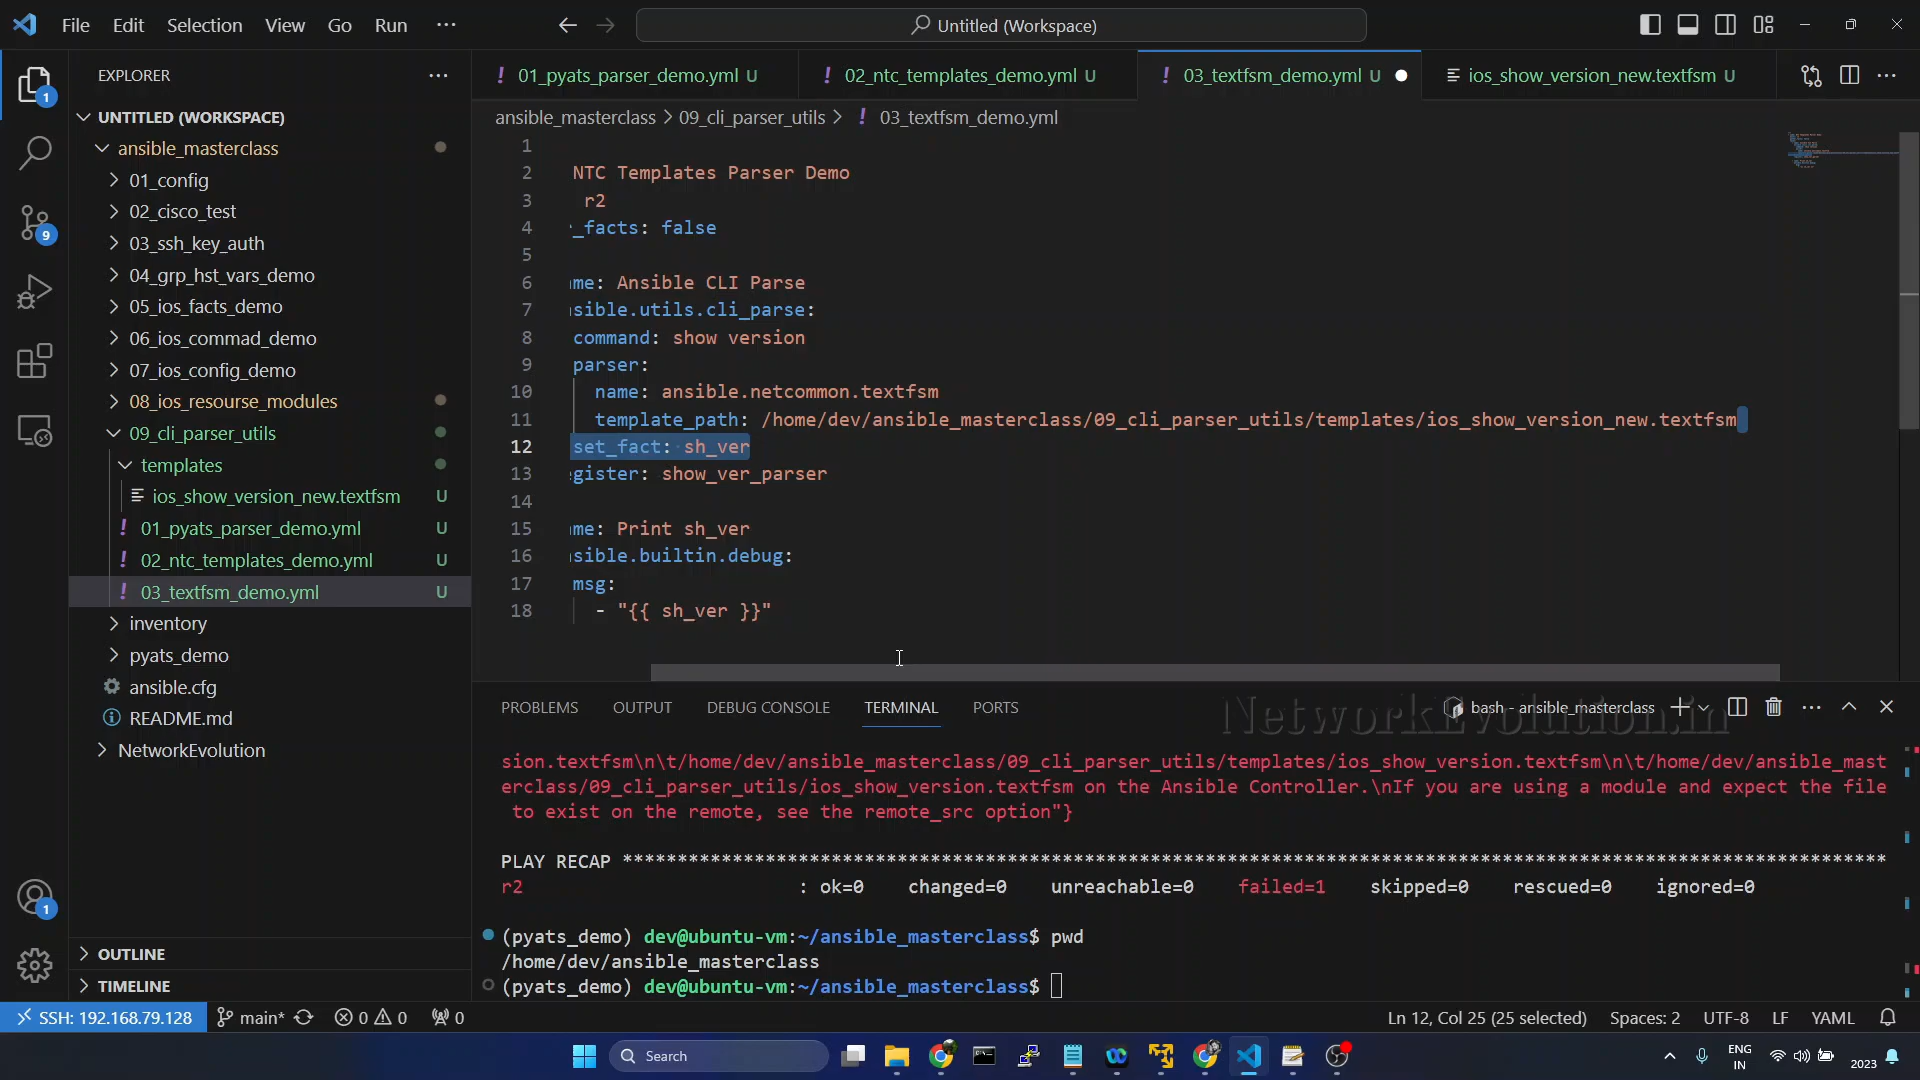 File Edit Selection View Go Run ...
Untitled (Workspace)
EXPLORER
01_pyats_parser_demo.yml U
02_ntc_templates_demo.yml U
03_textfsm_demo.yml U
ios_show_version_new.textfsm U
UNTITLED (WORKSPACE)
ansible_masterclass
01_config
02_cisco_test
03_ssh_key_auth
04_grp_hst_vars_demo
05_ios_facts_demo
06_ios_commad_demo
07_ios_config_demo
08_ios_resourse_modules
09_cli_parser_utils
templates
ios_show_version_new.textfsm U
01_pyats_parser_demo.yml U
02_ntc_templates_demo.yml U
03_textfsm_demo.yml U
inventory
pyats_demo
ansible.cfg
README.md
NetworkEvolution
OUTLINE
TIMELINE
1
9
1
ansible_masterclass > 09_cli_parser_utils > ! 03_textfsm_demo.yml
1
2 NTC Templates Parser Demo
3 r2
4 _facts: false
5
6 me: Ansible CLI Parse
7 sible.utils.cli_parse:
8 command: show version
9 parser:
10 name: ansible.netcommon.textfsm
11 template_path: /home/dev/ansible_masterclass/09_cli_parser_utils/templates/ios_show_version_new.textfsm
12 set_fact: sh_ver
13 gister: show_ver_parser
14
15 me: Print sh_ver
16 sible.builtin.debug:
17 msg:
18 - "{{ sh_ver }}"
PROBLEMS OUTPUT DEBUG CONSOLE TERMINAL PORTS
NetworkEvolution.in
bash - ansible_masterclass
sion.textfsm\n\t/home/dev/ansible_masterclass/09_cli_parser_utils/templates/ios_show_version.textfsm\n\t/home/dev/ansible_mast
erclass/09_cli_parser_utils/ios_show_version.textfsm on the Ansible Controller.\nIf you are using a module and expect the file
to exist on the remote, see the remote_src option"}
PLAY RECAP ******************************************************************************************************************
r2 : ok=0 changed=0 unreachable=0 failed=1 skipped=0 rescued=0 ignored=0
(pyats_demo) dev@ubuntu-vm:~/ansible_masterclass$ pwd
/home/dev/ansible_masterclass
(pyats_demo) dev@ubuntu-vm:~/ansible_masterclass$
SSH: 192.168.79.128 main* 0 0 0
Ln 12, Col 25 (25 selected) Spaces: 2 UTF-8 LF YAML
Search
ENG
IN
2023